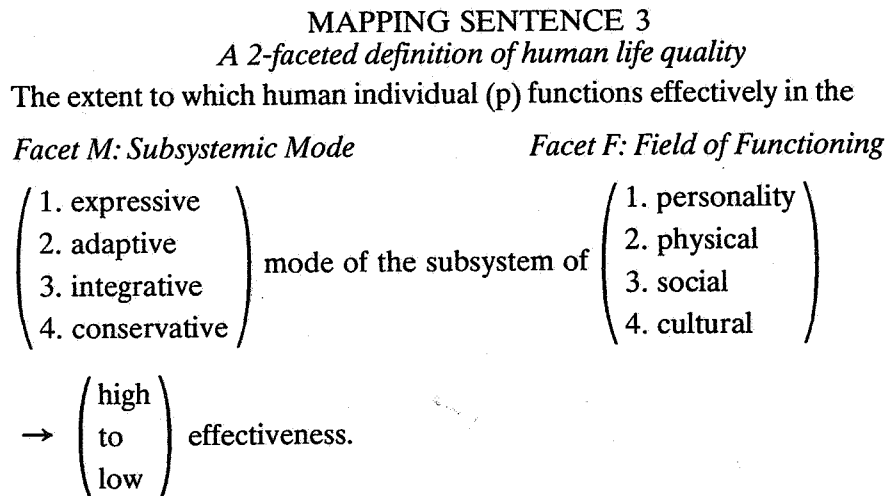 MAPPING SENTENCE 3
A 2-faceted definition of human life quality
The extent to which human individual (p) functions effectively in the
Facet M: Subsystemic Mode Facet F: Field of Functioning
1. expressive 1. personality
2. adaptive 2. physical
mode of the subsystem of
3. integrative 3. social
4. conservative 4. cultural
high
→ to effectiveness.
low